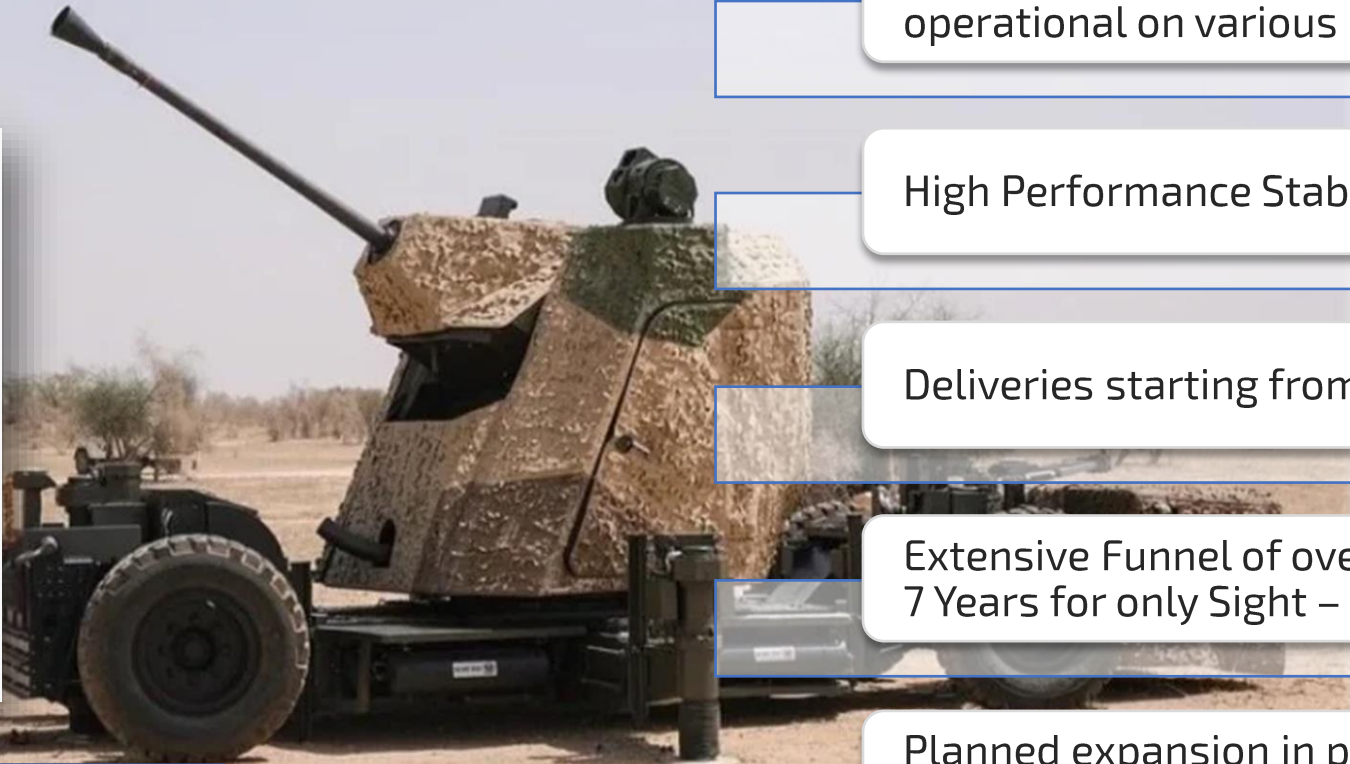 operational on various
High Performance Stab
Deliveries starting from
Extensive Funnel of ove
7 Years for only Sight –
Planned expansion in p